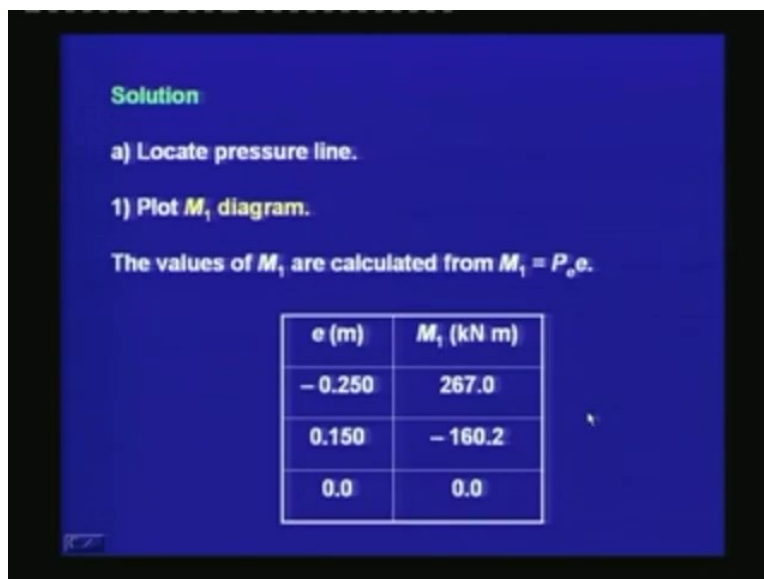 Solution
a) Locate pressure line.
1) Plot M₁ diagram.
The values of M₁ are calculated from M₁ = Pₑe.
e (m) M₁ (kN m)
– 0.250 267.0
0.150 – 160.2
0.0 0.0